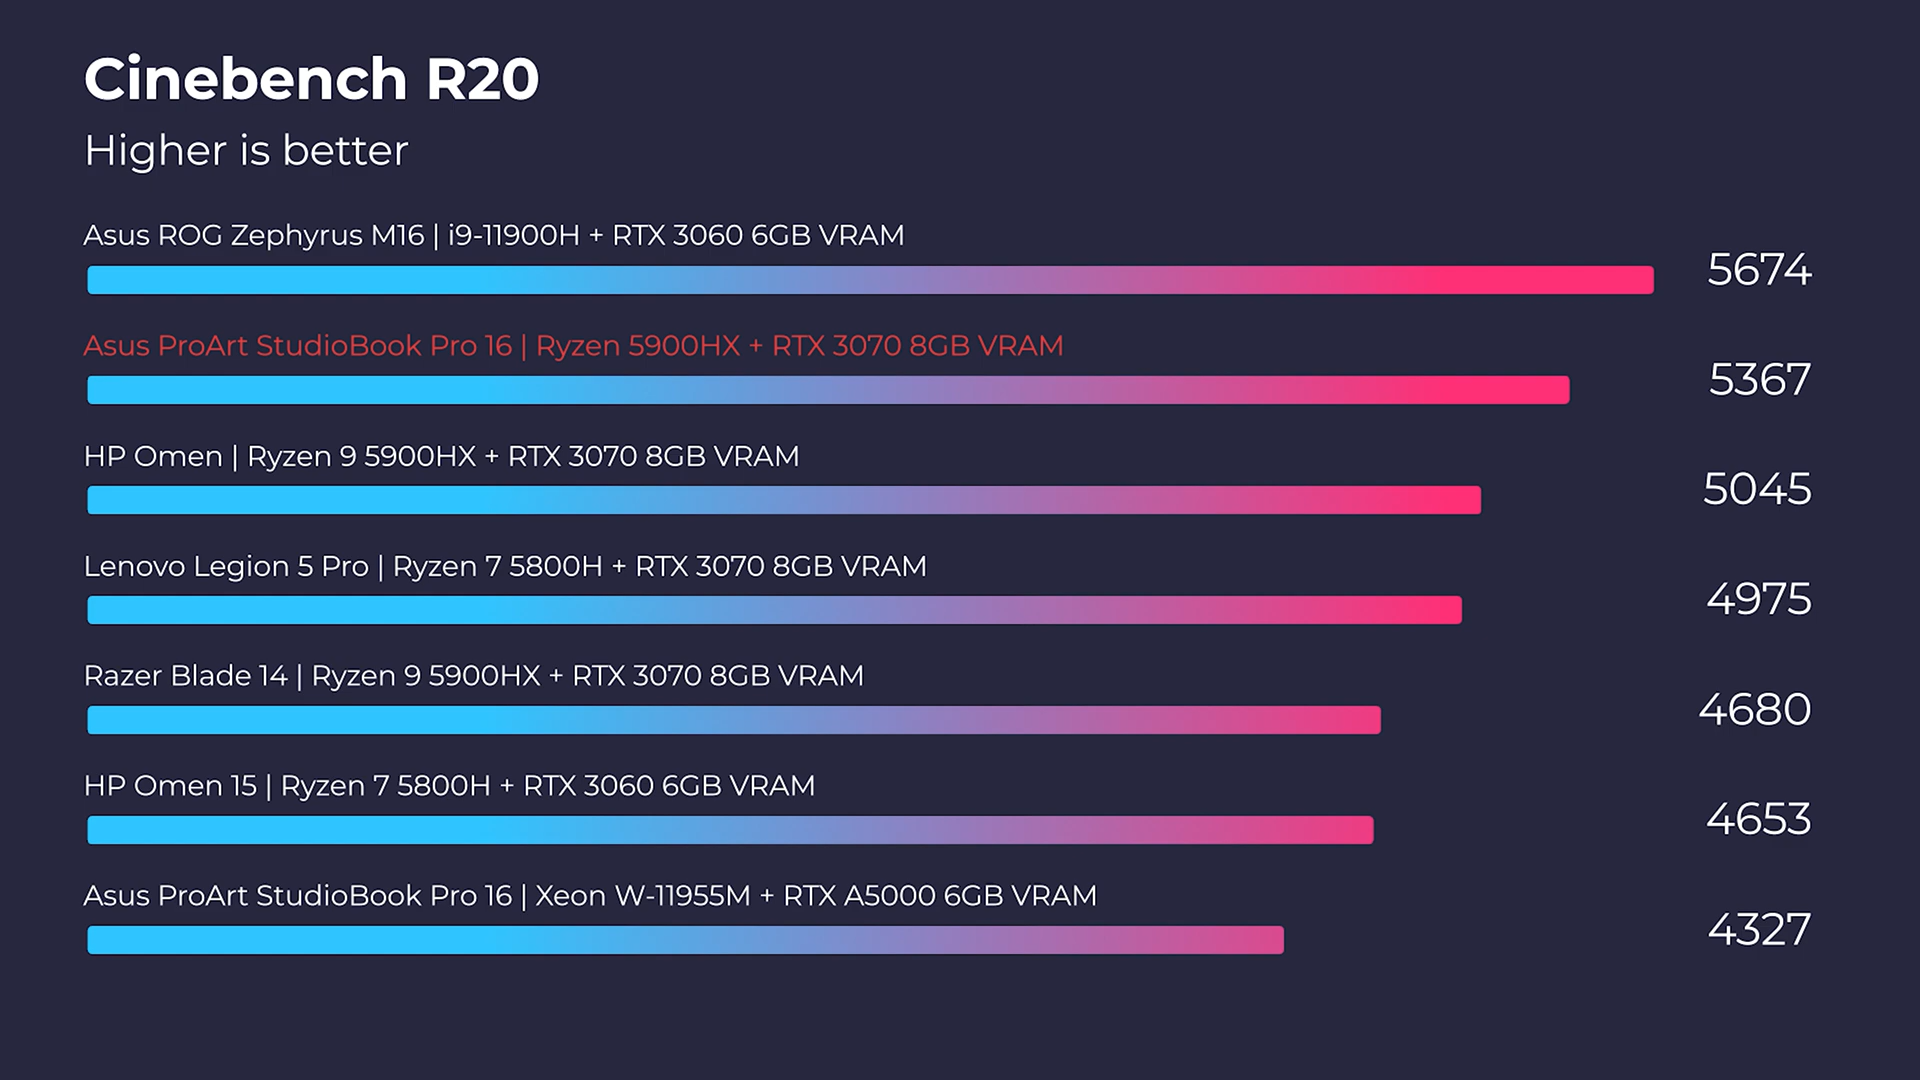 Cinebench R20
Higher is better
Asus ROG Zephyrus M16 | i9-11900H + RTX 3060 6GB VRAM
5674
Asus ProArt StudioBook Pro 16 | Ryzen 5900HX + RTX 3070 8GB VRAM
5367
HP Omen | Ryzen 9 5900HX + RTX 3070 8GB VRAM
5045
Lenovo Legion 5 Pro | Ryzen 7 5800H + RTX 3070 8GB VRAM
4975
Razer Blade 14 | Ryzen 9 5900HX + RTX 3070 8GB VRAM
4680
HP Omen 15 | Ryzen 7 5800H + RTX 3060 6GB VRAM
4653
Asus ProArt StudioBook Pro 16 | Xeon W-11955M + RTX A5000 6GB VRAM
4327